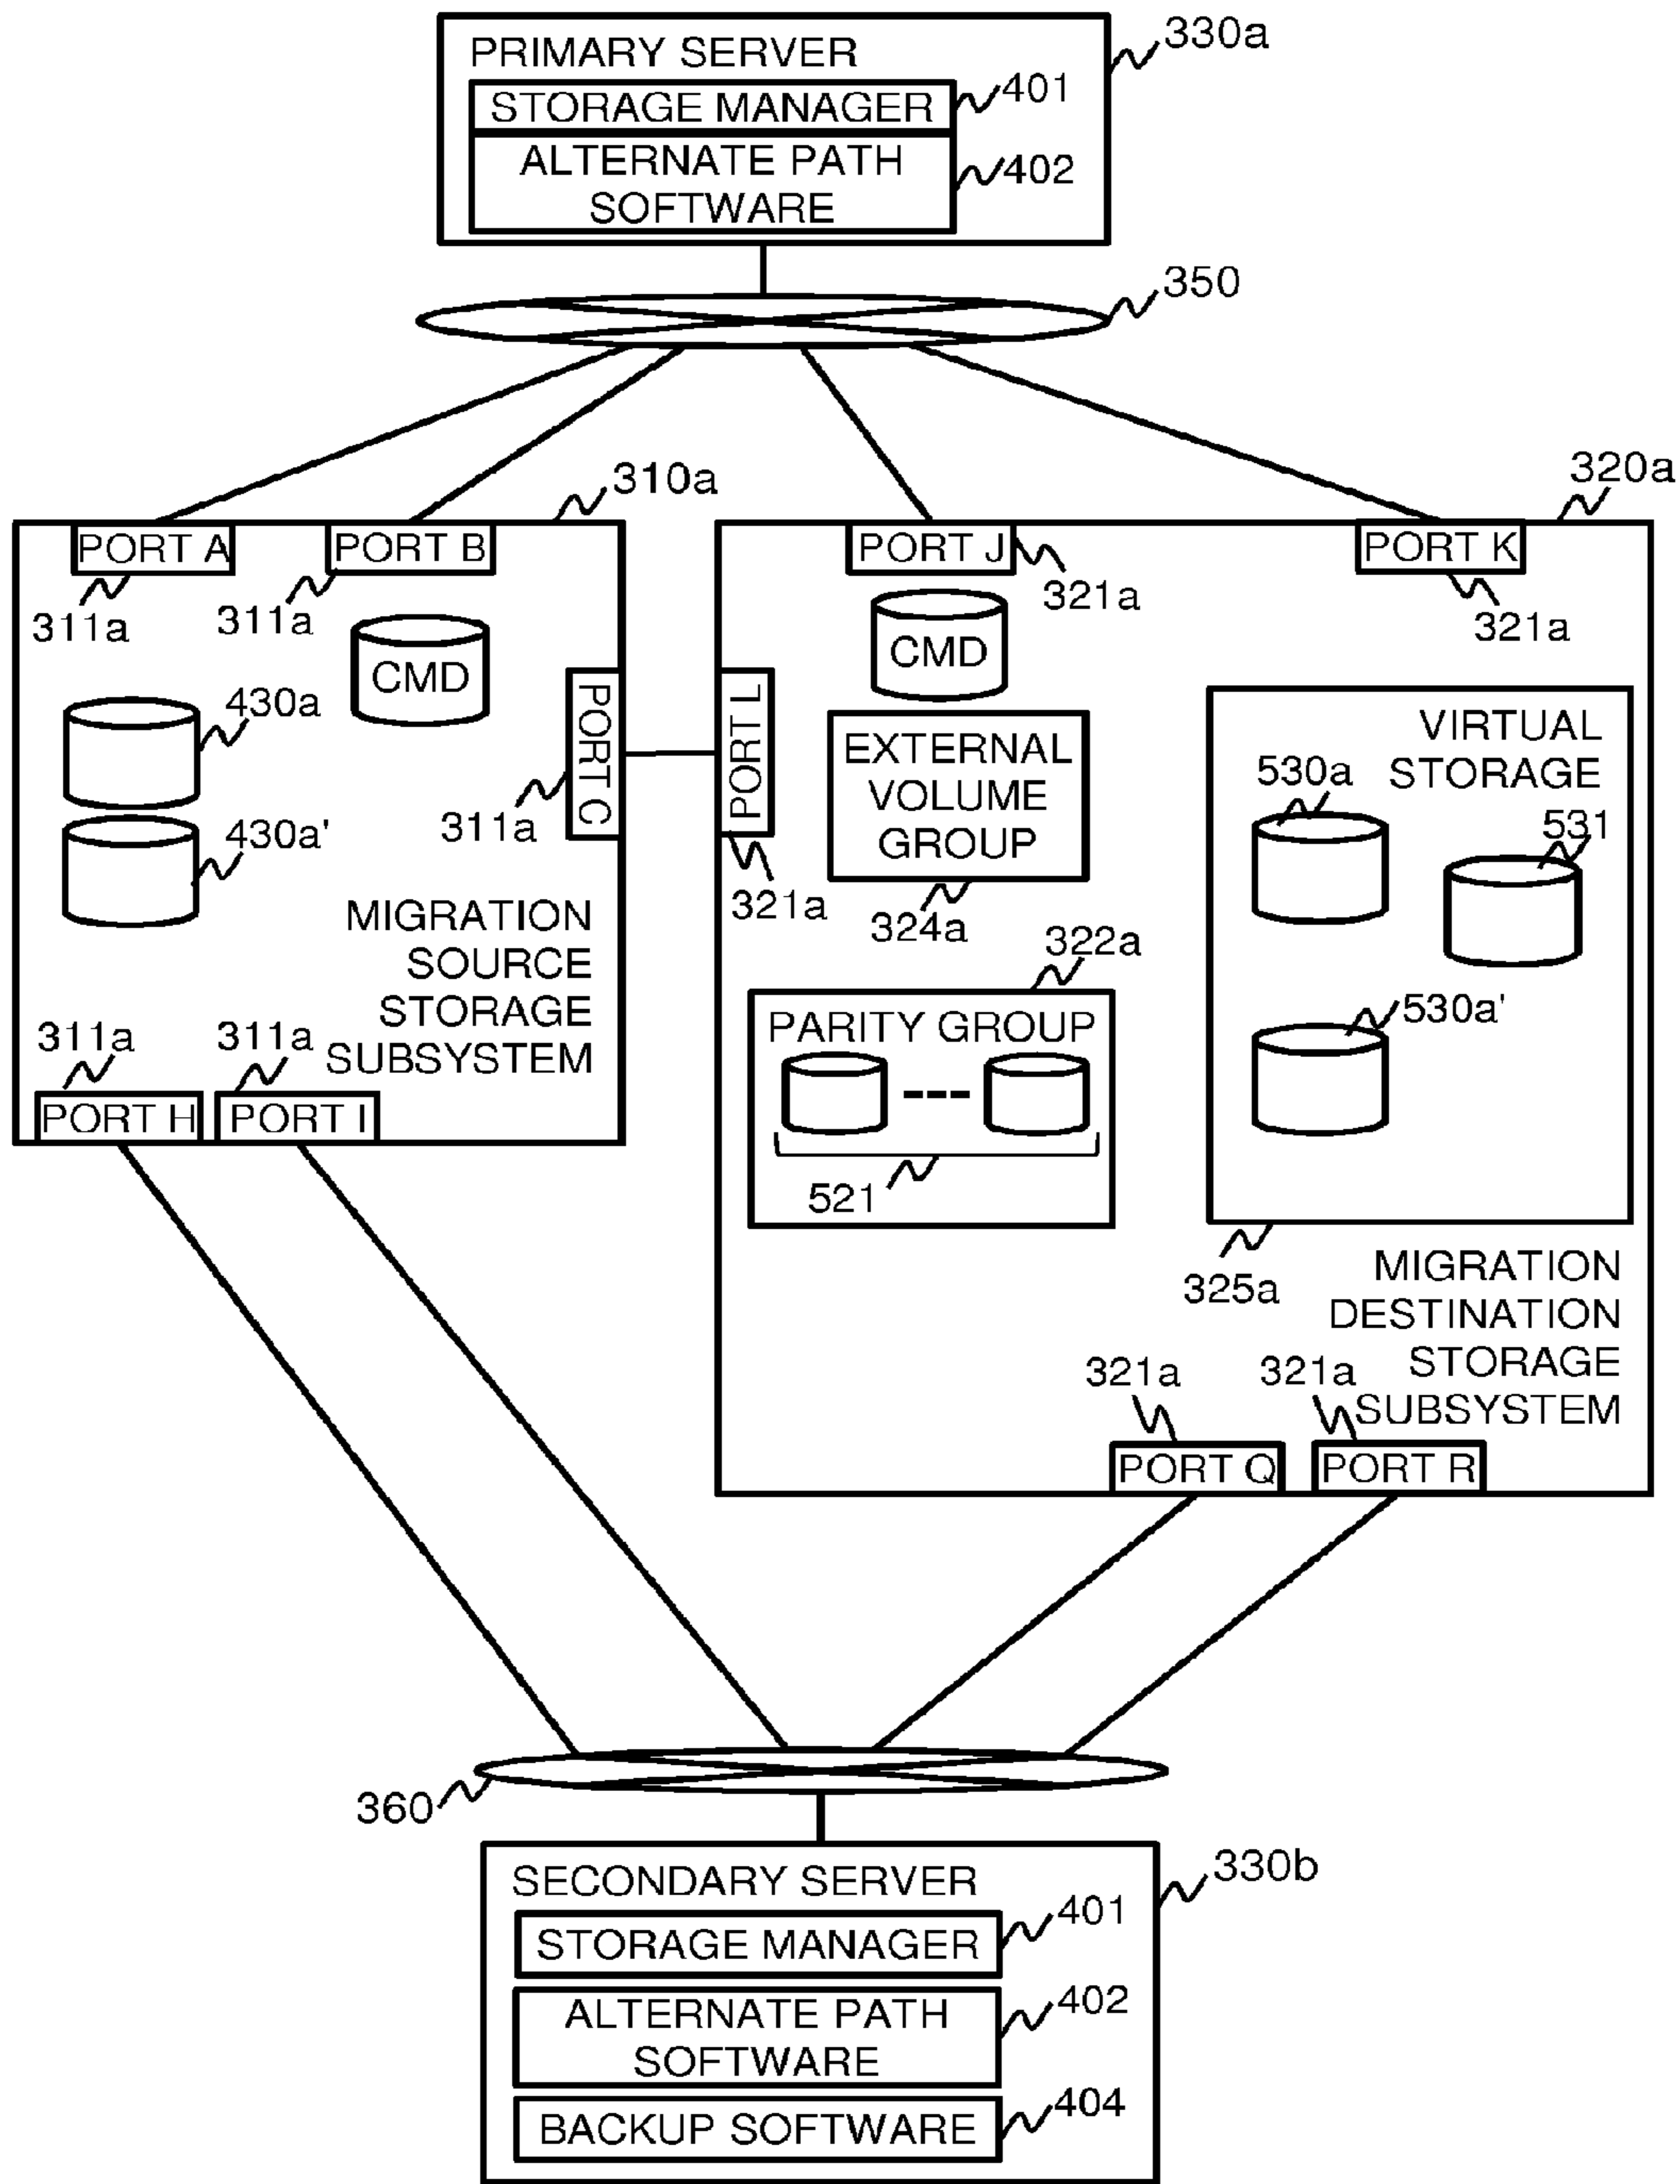 PRIMARY SERVER
330a
STORAGE MANAGER
401
ALTERNATE PATH
SOFTWARE
402
350
310a
320a
PORT A
PORT B
PORT J
PORT K
311a
311a
321a
321a
CMD
CMD
430a
430a'
PORT C
311a
PORT L
321a
EXTERNAL
VOLUME
GROUP
324a
VIRTUAL
STORAGE
530a
531
530a'
325a
MIGRATION
SOURCE
STORAGE
SUBSYSTEM
322a
PARITY GROUP
521
311a
311a
PORT H
PORT I
MIGRATION
DESTINATION
STORAGE
SUBSYSTEM
321a
321a
PORT Q
PORT R
360
SECONDARY SERVER
330b
STORAGE MANAGER
401
ALTERNATE PATH
SOFTWARE
402
BACKUP SOFTWARE
404